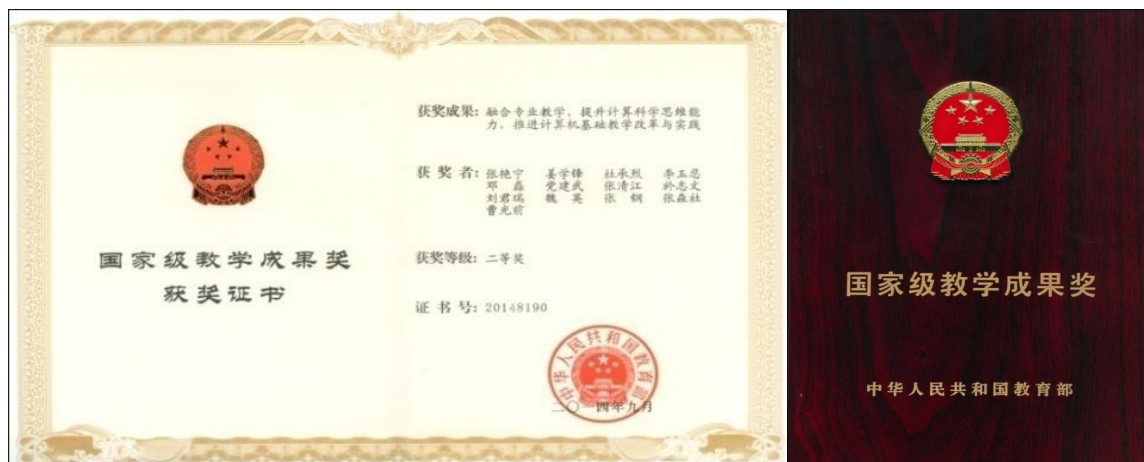 国家级教学成果奖
获奖证书
获奖成果: 融合专业教学,提升计算科学思维能
力,推进计算机基础教学改革与实践
获 奖 者: 张艳宁 姜学锋 杜承烈 李玉忍
邓磊 党建武 张清江 於志文
刘君瑞 魏英 张钢 张森社
曹光前
获奖等级: 二等奖
证 书 号: 20148190
中华人民共和国教育部
二〇一四年九月
国家级教学成果奖
中华人民共和国教育部